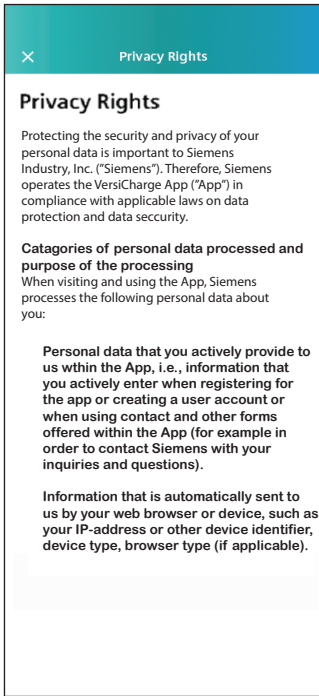 Privacy Rights
Privacy Rights
Protecting the security and privacy of your
personal data is important to Siemens
Industry, Inc. (“Siemens”). Therefore, Siemens
operates the VersiCharge App (“App”) in
compliance with applicable laws on data
protection and data seccurity.
Catagories of personal data processed and
purpose of the processing
When visiting and using the App, Siemens
processes the following personal data about
you:
Personal data that you actively provide to
us wthin the App, i.e., information that
you actively enter when registering for
the app or creating a user account or
when using contact and other forms
offered within the App (for example in
order to contact Siemens with your
inquiries and questions).
Information that is automatically sent to
us by your web browser or device, such as
your IP-address or other device identifier,
device type, browser type (if applicable).